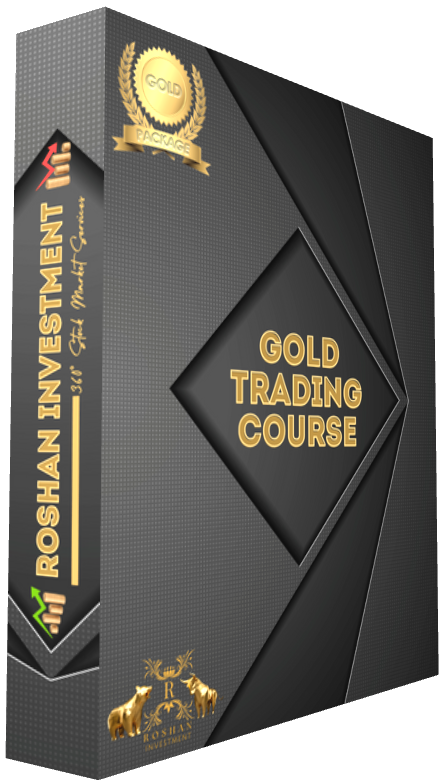 GOLD
PACKAGE
GOLD
TRADING
COURSE
ROSHAN INVESTMENT
360° Stock Market Services
R
ROSHAN
INVESTMENT